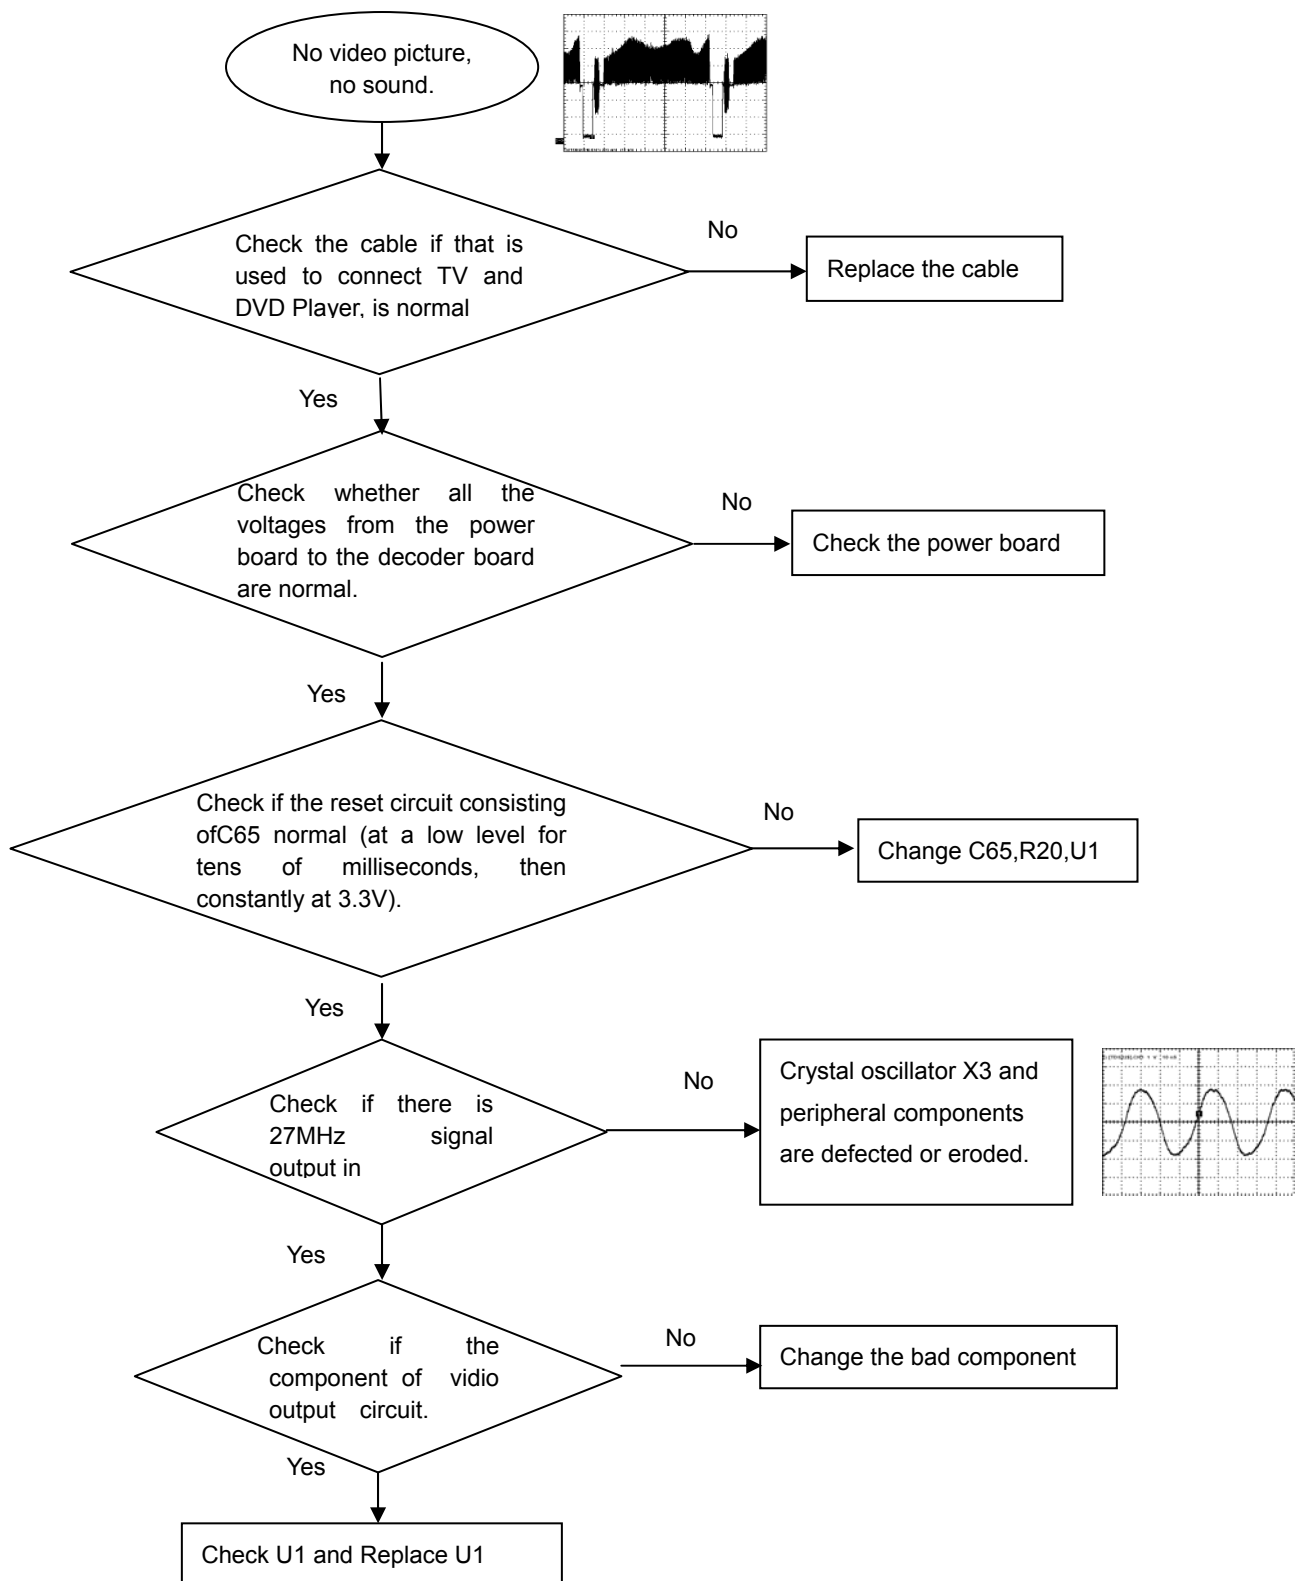 No video picture,
no sound.
Check the cable if that is
used to connect TV and
DVD Player, is normal
No
Replace the cable
Yes
Check whether all the
voltages from the power
board to the decoder board
are normal.
No
Check the power board
Yes
Check if the reset circuit consisting
ofC65 normal (at a low level for
tens of milliseconds, then
constantly at 3.3V).
No
Change C65,R20,U1
Yes
Check if there is
27MHz signal
output in
No
Crystal oscillator X3 and
peripheral components
are defected or eroded.
Yes
Check if the
component of vidio
output circuit.
No
Change the bad component
Yes
Check U1 and Replace U1